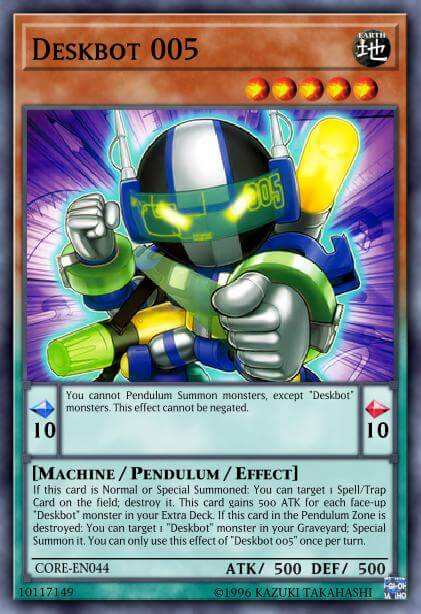 DESKBOT 005
EARTH
地
005
You cannot Pendulum Summon monsters, except "Deskbot"
monsters. This effect cannot be negated.
10
10
[MACHINE / PENDULUM / EFFECT]
If this card is Normal or Special Summoned: You can target 1 Spell/Trap
Card on the field; destroy it. This card gains 500 ATK for each face-up
"Deskbot" monster in your Extra Deck. If this card in the Pendulum Zone is
destroyed: You can target 1 "Deskbot" monster in your Graveyard; Special
Summon it. You can only use this effect of "Deskbot 005" once per turn.
CORE-EN044
ATK/ 500 DEF/ 500
10117149
©1996 KAZUKI TAKAHASHI